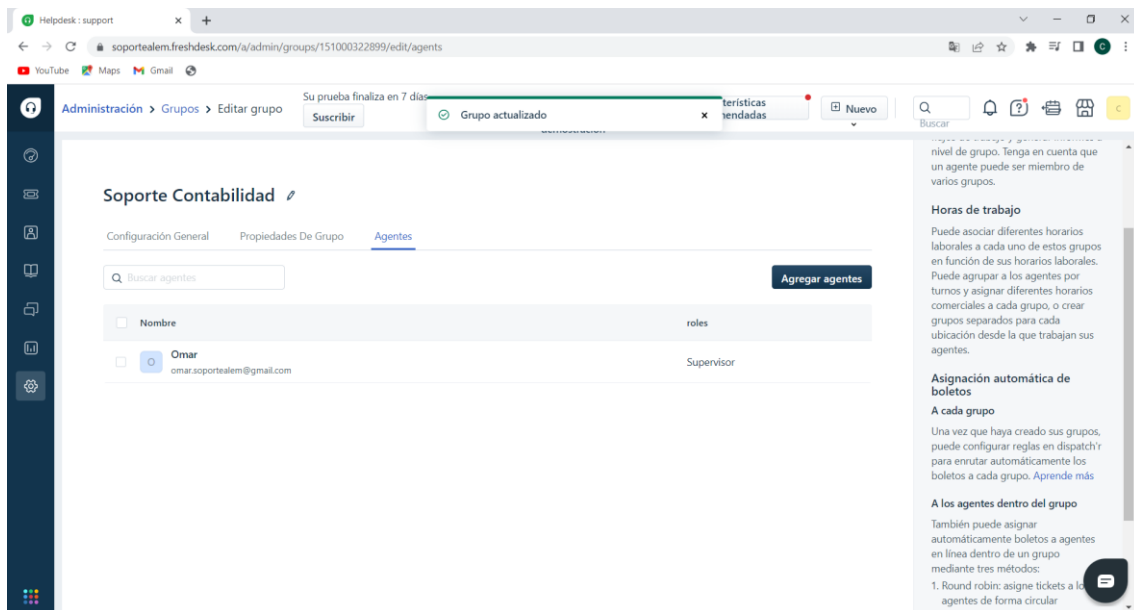 Helpdesk : support
soportealem.freshdesk.com/a/admin/groups/151000322899/edit/agents
YouTube Maps Gmail
Administración > Grupos > Editar grupo
Su prueba finaliza en 7 días
Suscribir
Grupo actualizado
Nuevo
Buscar
Soporte Contabilidad
Configuración General Propiedades De Grupo Agentes
Buscar agentes
Agregar agentes
Nombre roles
O Omar Supervisor
omar.soportealem@gmail.com
nivel de grupo. Tenga en cuenta que
un agente puede ser miembro de
varios grupos.
Horas de trabajo
Puede asociar diferentes horarios
laborales a cada uno de estos grupos
en función de sus horarios laborales.
Puede agrupar a los agentes por
turnos y asignar diferentes horarios
comerciales a cada grupo, o crear
grupos separados para cada
ubicación desde la que trabajan sus
agentes.
Asignación automática de
boletos
A cada grupo
Una vez que haya creado sus grupos,
puede configurar reglas en dispatch'r
para enrutar automáticamente los
boletos a cada grupo. Aprende más
A los agentes dentro del grupo
También puede asignar
automáticamente boletos a agentes
en línea dentro de un grupo
mediante tres métodos:
1. Round robin: asigne tickets a
agentes de forma circular